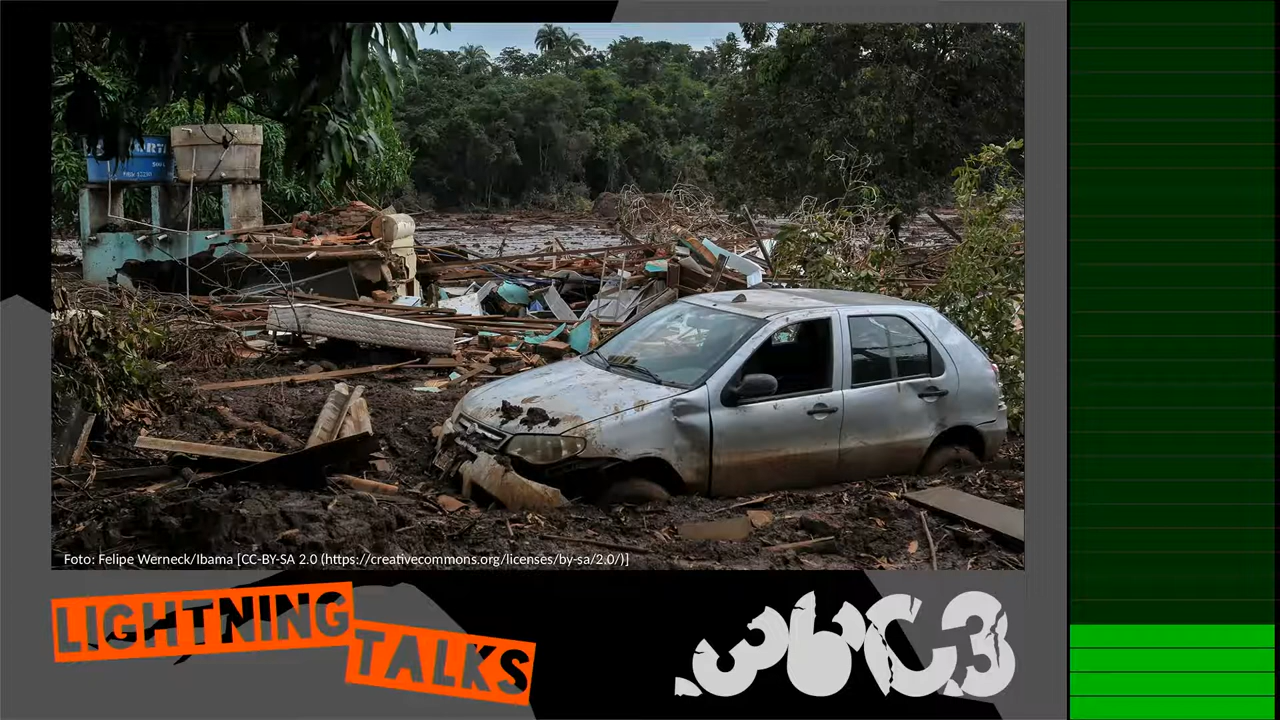 500
Foto: Felipe Werneck/Ibama [CC-BY-SA 2.0 (https://creativecommons.org/licenses/by-sa/2.0/)]
LIGHTNING
TALKS
.36C3